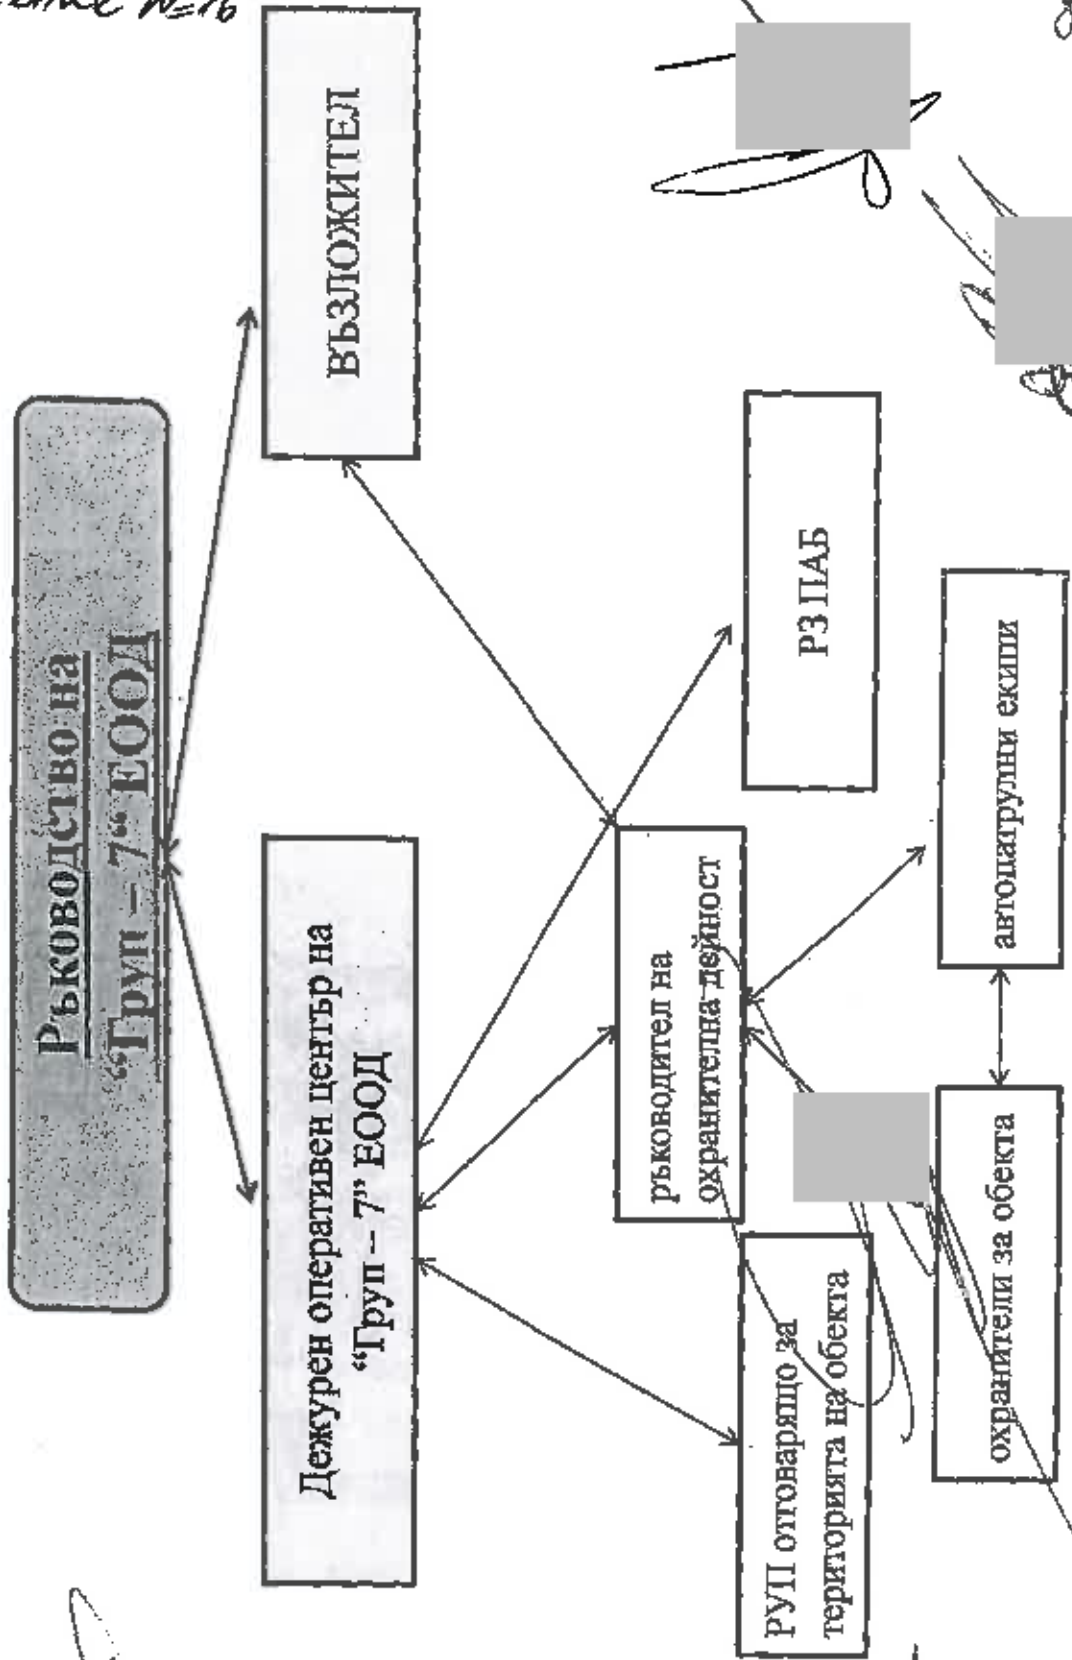 Ръководство на
“Груп – 7“ ЕООД
Дежурен оперативен център на
“Груп – 7” ЕООД
ВЪЗЛОЖИТЕЛ
ръководител на
охранителна дейност
РУП отговарящо за
територията на обекта
РЗ ПАБ
охранители за обекта
автопатрулни екипи